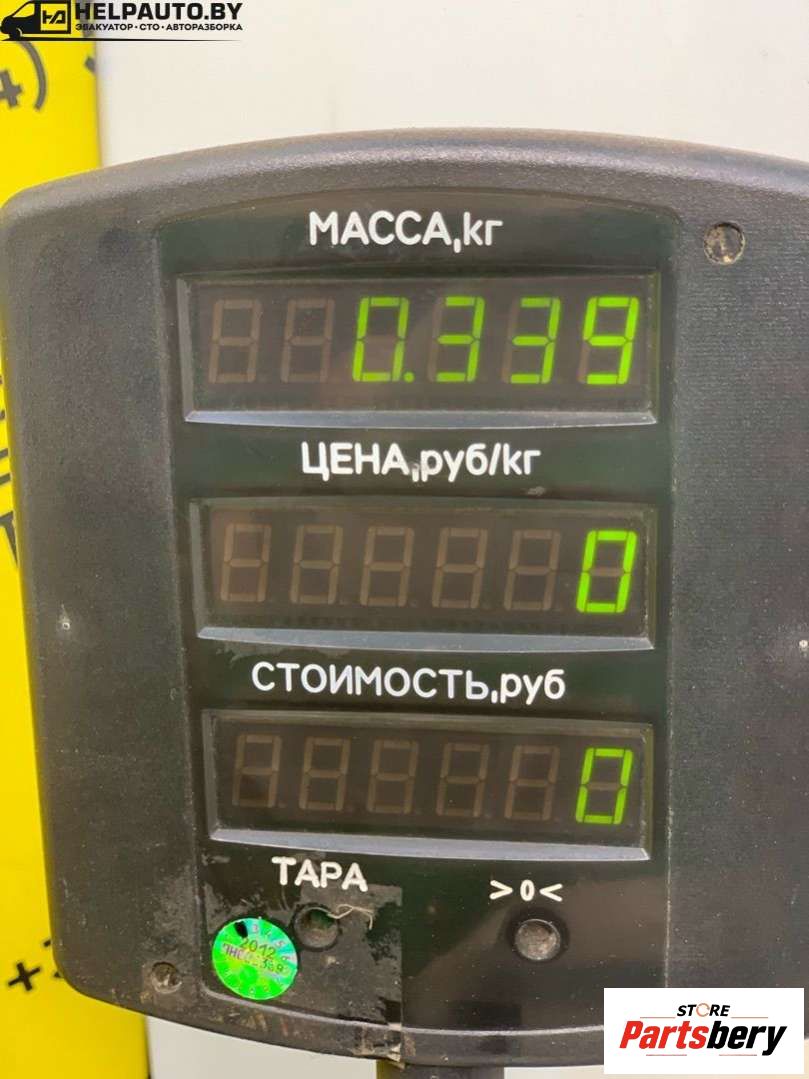 HELPAUTO.BY
ЭВАКУАТОР • СТО • АВТОРАЗБОРКА
МАССА,кг
0.339
ЦЕНА,руб/кг
0
СТОИМОСТЬ,руб
0
ТАРА >0<
2012
STORE
Partsbery